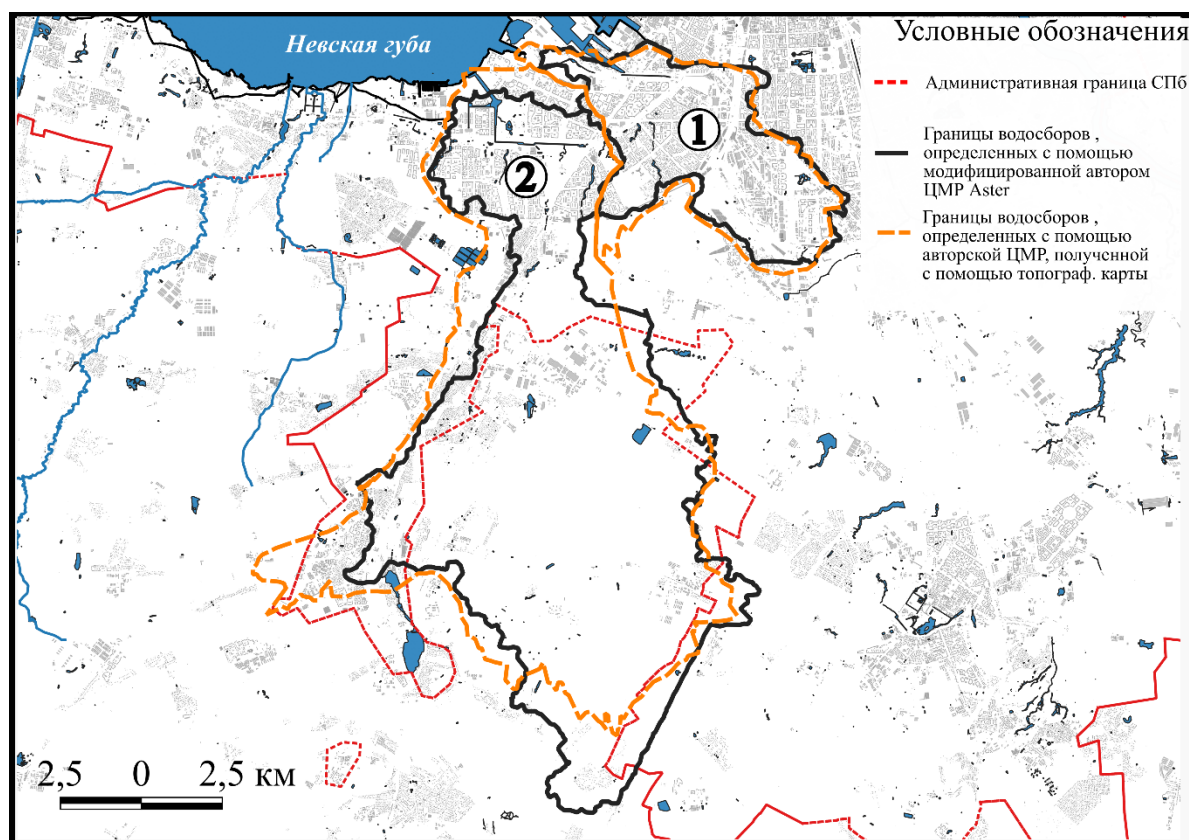 Невская губа
Условные обозначения
Административная граница СПб
Границы водосборов ,
определенных с помощью
модифицированной автором
ЦМР Aster
Границы водосборов ,
определенных с помощью
авторской ЦМР, полученной
с помощью топограф. карты
1
2
2,5 0 2,5 км